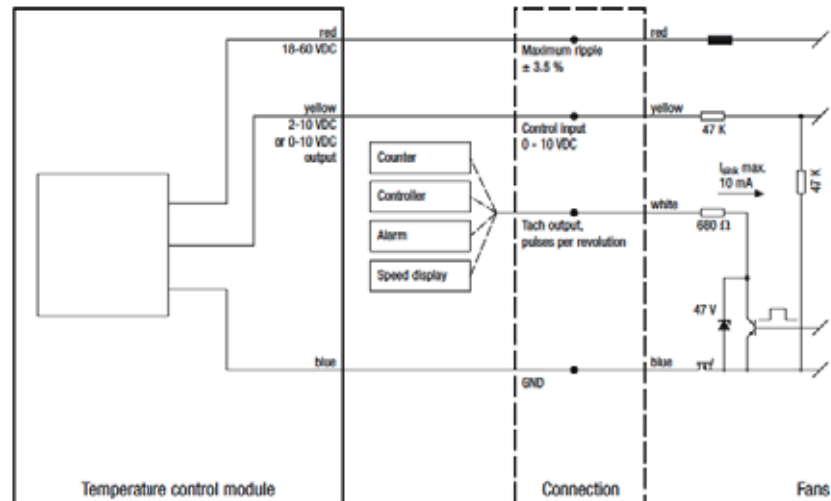 red
18-60 VDC
Maximum ripple
± 3.5 %
red
yellow
2-10 VDC
or 0-10 VDC
output
Control input
0 - 10 VDC
yellow
47 K
47 K
Counter
Controller
Alarm
Speed display
Tach output,
pulses per revolution
white
680 Ω
Isink max.
10 mA
47 V
blue
GND
blue
Temperature control module
Connection
Fans